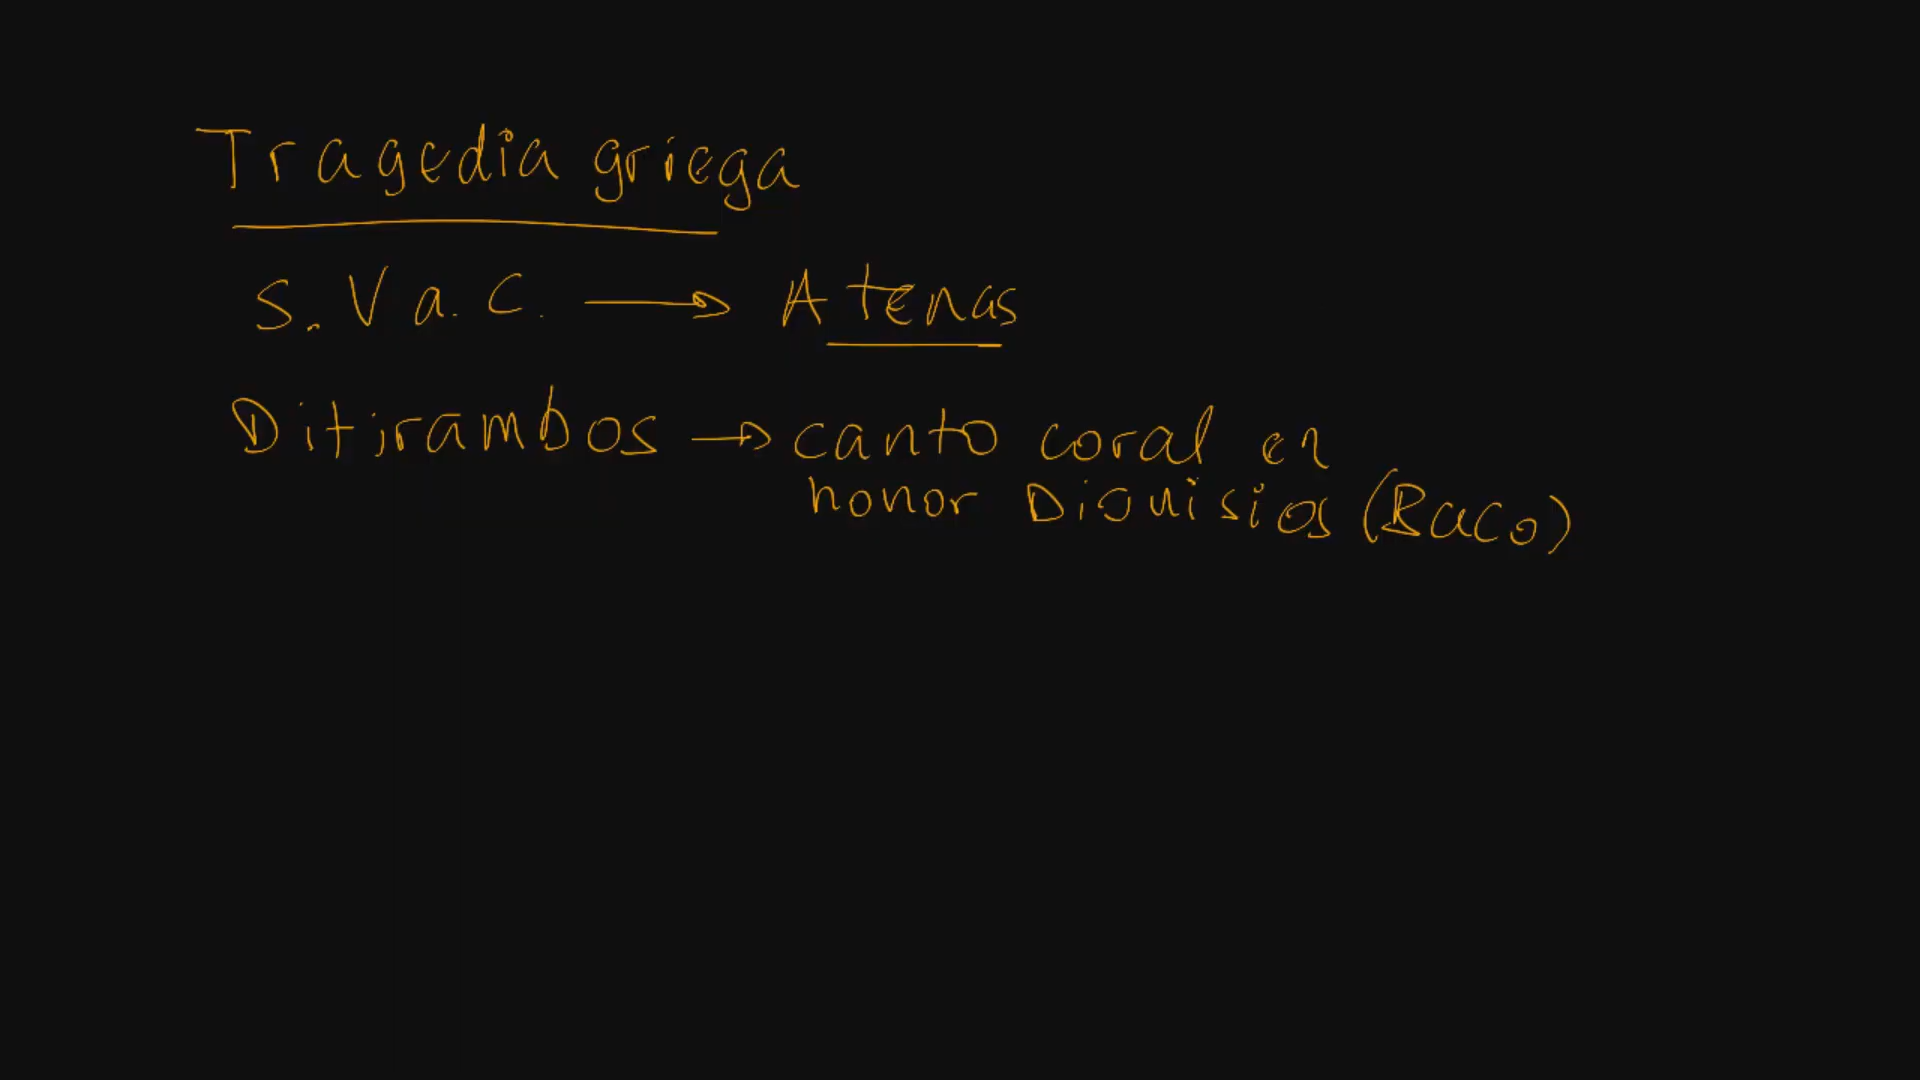 Tragedia griega
S. V a. C. → Atenas
Ditirambos → canto coral en
honor Dionisios (Baco)